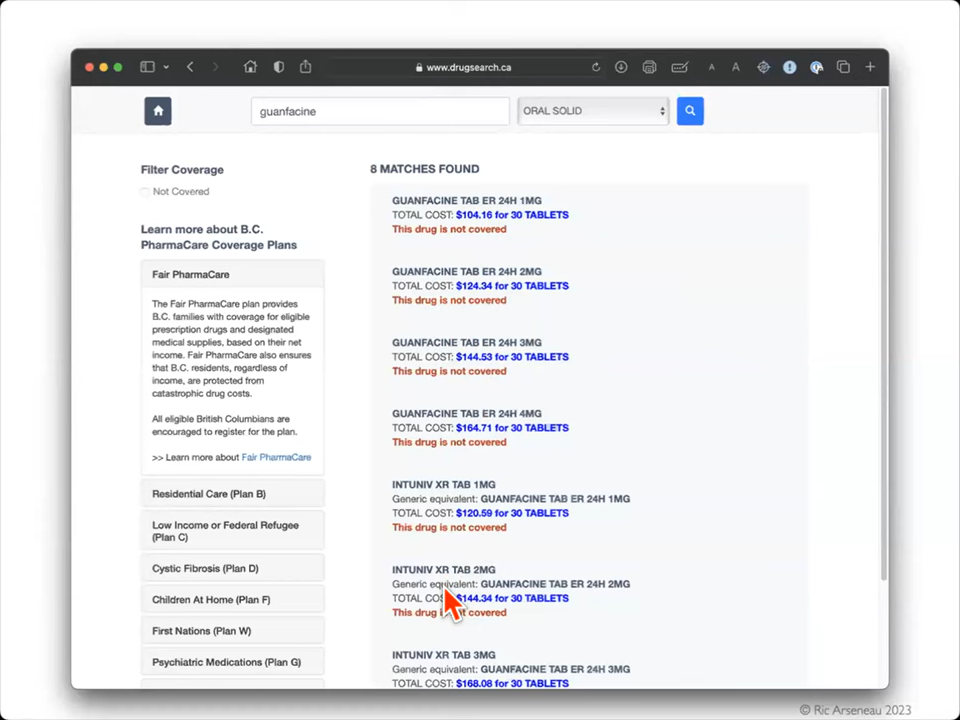 www.drugsearch.ca
A A
guanfacine
ORAL SOLID
Filter Coverage
Not Covered
Learn more about B.C.
PharmaCare Coverage Plans
Fair PharmaCare
The Fair PharmaCare plan provides
B.C. families with coverage for eligible
prescription drugs and designated
medical supplies, based on their net
income. Fair PharmaCare also ensures
that B.C. residents, regardless of
income, are protected from
catastrophic drug costs.
All eligible British Columbians are
encouraged to register for the plan.
>> Learn more about Fair PharmaCare
Residential Care (Plan B)
Low Income or Federal Refugee
(Plan C)
Cystic Fibrosis (Plan D)
Children At Home (Plan F)
First Nations (Plan W)
Psychiatric Medications (Plan G)
8 MATCHES FOUND
GUANFACINE TAB ER 24H 1MG
TOTAL COST: $104.16 for 30 TABLETS
This drug is not covered
GUANFACINE TAB ER 24H 2MG
TOTAL COST: $124.34 for 30 TABLETS
This drug is not covered
GUANFACINE TAB ER 24H 3MG
TOTAL COST: $144.53 for 30 TABLETS
This drug is not covered
GUANFACINE TAB ER 24H 4MG
TOTAL COST: $164.71 for 30 TABLETS
This drug is not covered
INTUNIV XR TAB 1MG
Generic equivalent: GUANFACINE TAB ER 24H 1MG
TOTAL COST: $120.59 for 30 TABLETS
This drug is not covered
INTUNIV XR TAB 2MG
Generic equivalent: GUANFACINE TAB ER 24H 2MG
TOTAL COST: $144.34 for 30 TABLETS
This drug is not covered
INTUNIV XR TAB 3MG
Generic equivalent: GUANFACINE TAB ER 24H 3MG
TOTAL COST: $168.08 for 30 TABLETS
© Ric Arseneau 2023